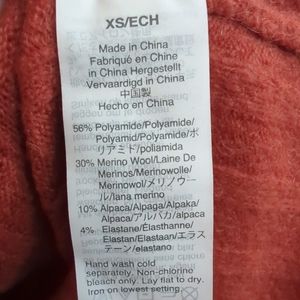 XS/ECH
Made in China
Fabriqué en China
in China Hergestellt
Vervaardigd in China
中国製
Hecho en China
56% Polyamide/Polyamide/
Polyamid/Polyamide/ポ
リアミド/poliamida
30% Merino Wool/Laine De
Merinos/Merinowolle/
Merinowol/メリノウー
ル/lana merino
10% Alpaca/Alpaga/Alpaka/
Alpaca/アルパカ/alpaca
4% Elastane/Élasthanne/
Elastan/Elastaan/エラス
テーン/elastano
Hand wash cold
separately. Non-chlorine
bleach only. Lay flat to dry.
Iron on lowest setting